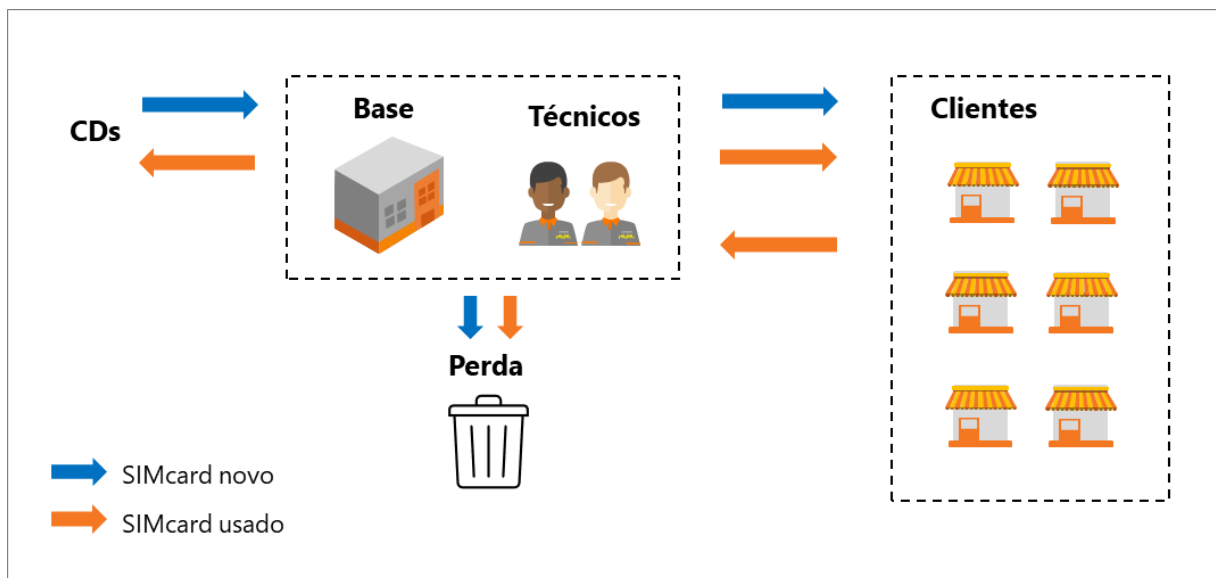 CDs
Base
Técnicos
Clientes
Perda
SIMcard novo
SIMcard usado